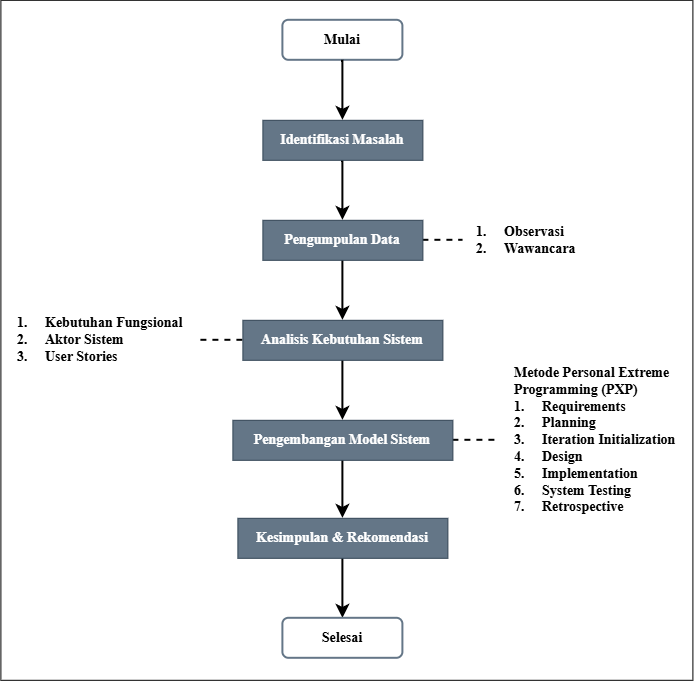 Mulai
Identifikasi Masalah
Pengumpulan Data
1. Observasi
2. Wawancara
1. Kebutuhan Fungsional
2. Aktor Sistem
3. User Stories
Analisis Kebutuhan Sistem
Pengembangan Model Sistem
Metode Personal Extreme
Programming (PXP)
1. Requirements
2. Planning
3. Iteration Initialization
4. Design
5. Implementation
6. System Testing
7. Retrospective
Kesimpulan & Rekomendasi
Selesai